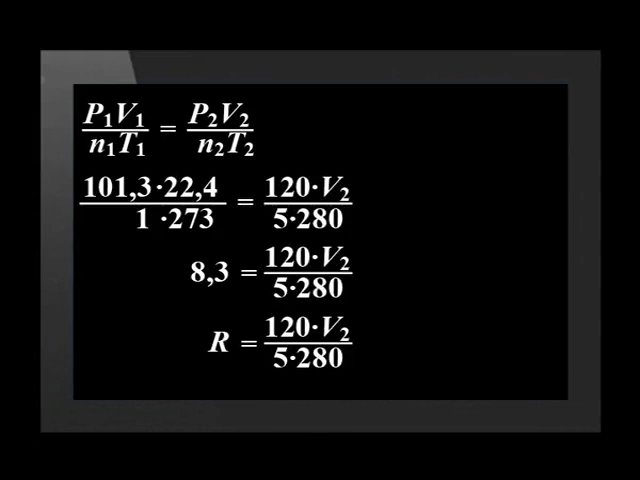 P₁V₁/n₁T₁ = P₂V₂/n₂T₂
101,3·22,4/1·273 = 120·V₂/5·280
8,3 = 120·V₂/5·280
R = 120·V₂/5·280